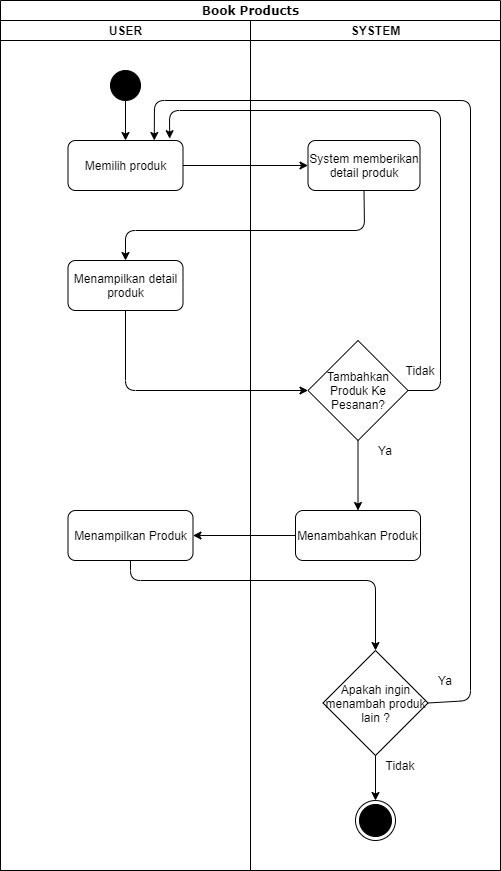 Book Products
USER
SYSTEM
Memilih produk
System memberikan
detail produk
Menampilkan detail
produk
Tambahkan
Produk Ke
Pesanan?
Tidak
Ya
Menampilkan Produk
Menambahkan Produk
Apakah ingin
menambah produk
lain ?
Ya
Tidak